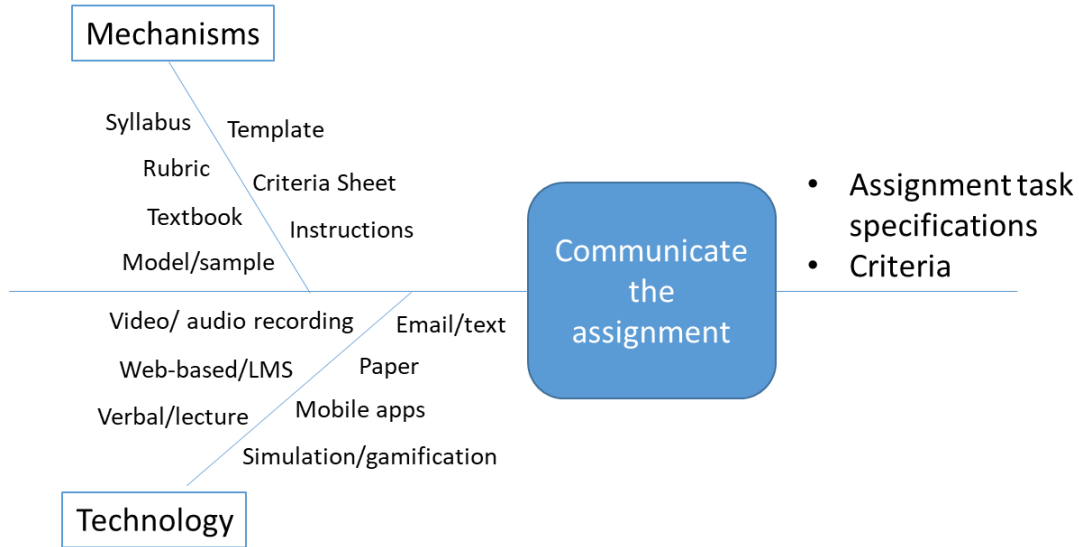 Mechanisms
Syllabus
Template
Rubric
Criteria Sheet
Textbook
Instructions
Model/sample
Communicate
the
assignment
• Assignment task
specifications
• Criteria
Video/ audio recording
Email/text
Web-based/LMS
Paper
Verbal/lecture
Mobile apps
Simulation/gamification
Technology